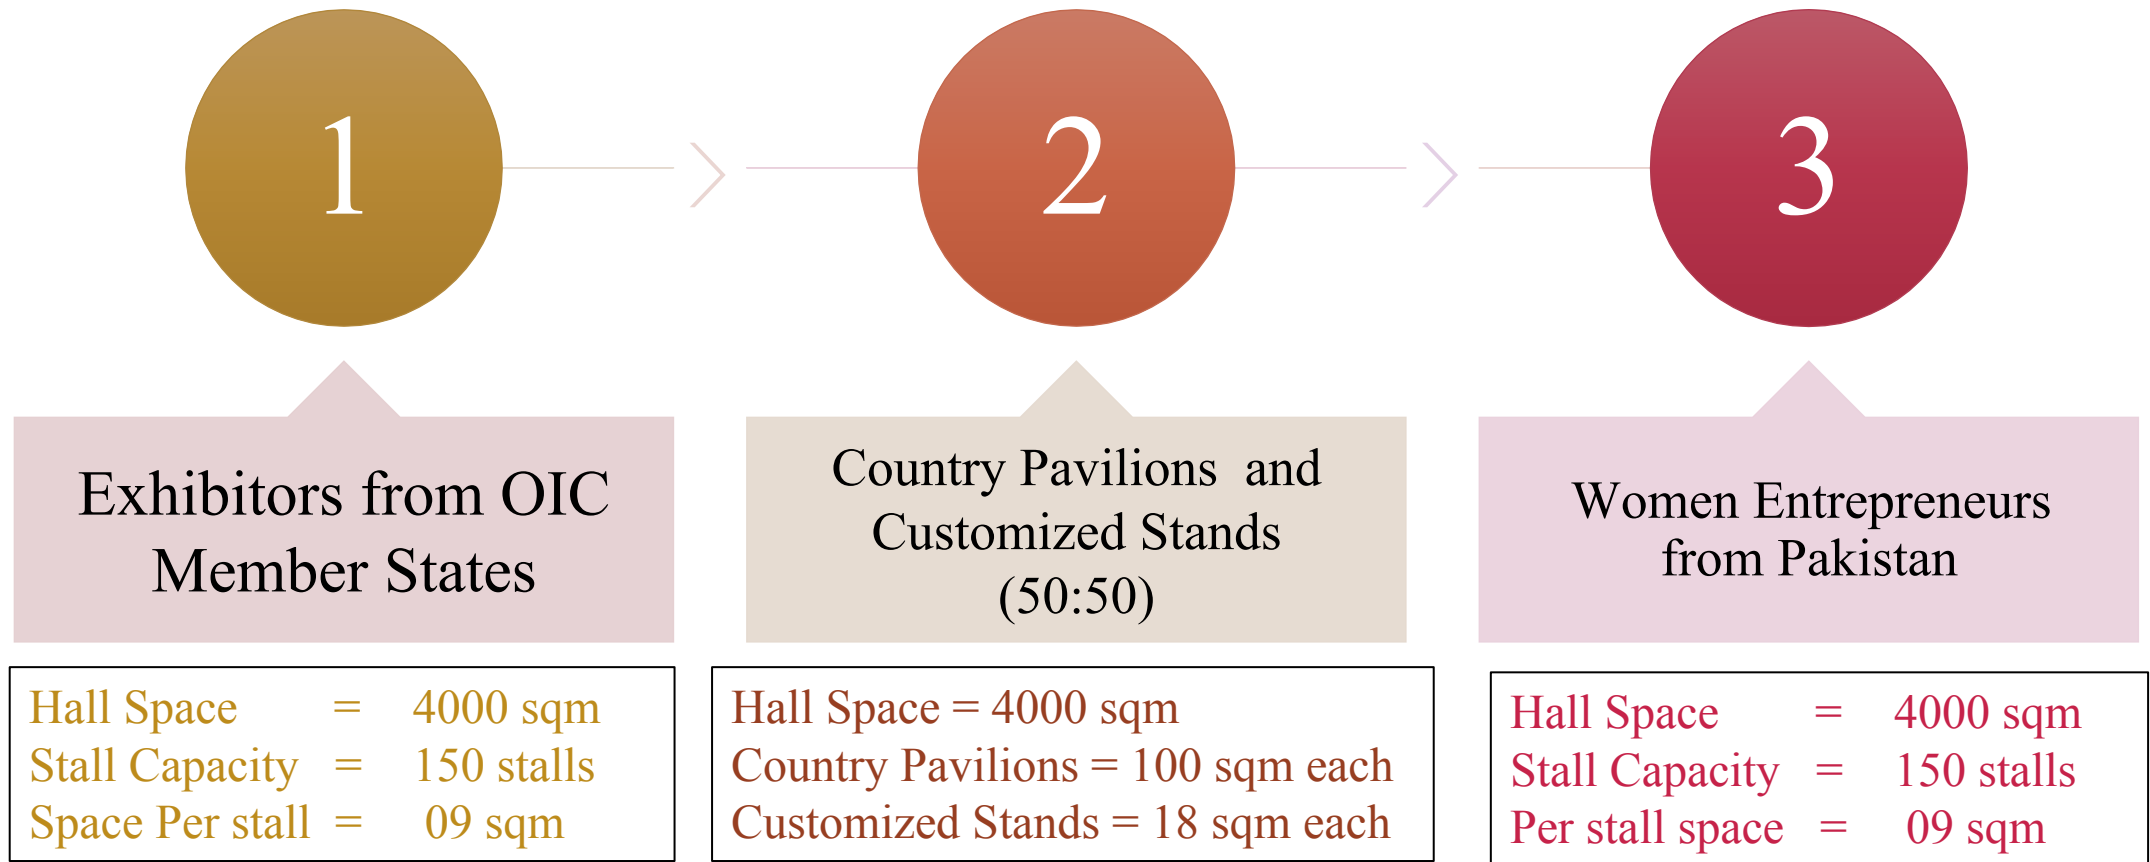 1
2
3
Exhibitors from OIC
Member States
Country Pavilions and
Customized Stands
(50:50)
Women Entrepreneurs
from Pakistan
Hall Space = 4000 sqm
Stall Capacity = 150 stalls
Space Per stall = 09 sqm
Hall Space = 4000 sqm
Country Pavilions = 100 sqm each
Customized Stands = 18 sqm each
Hall Space = 4000 sqm
Stall Capacity = 150 stalls
Per stall space = 09 sqm